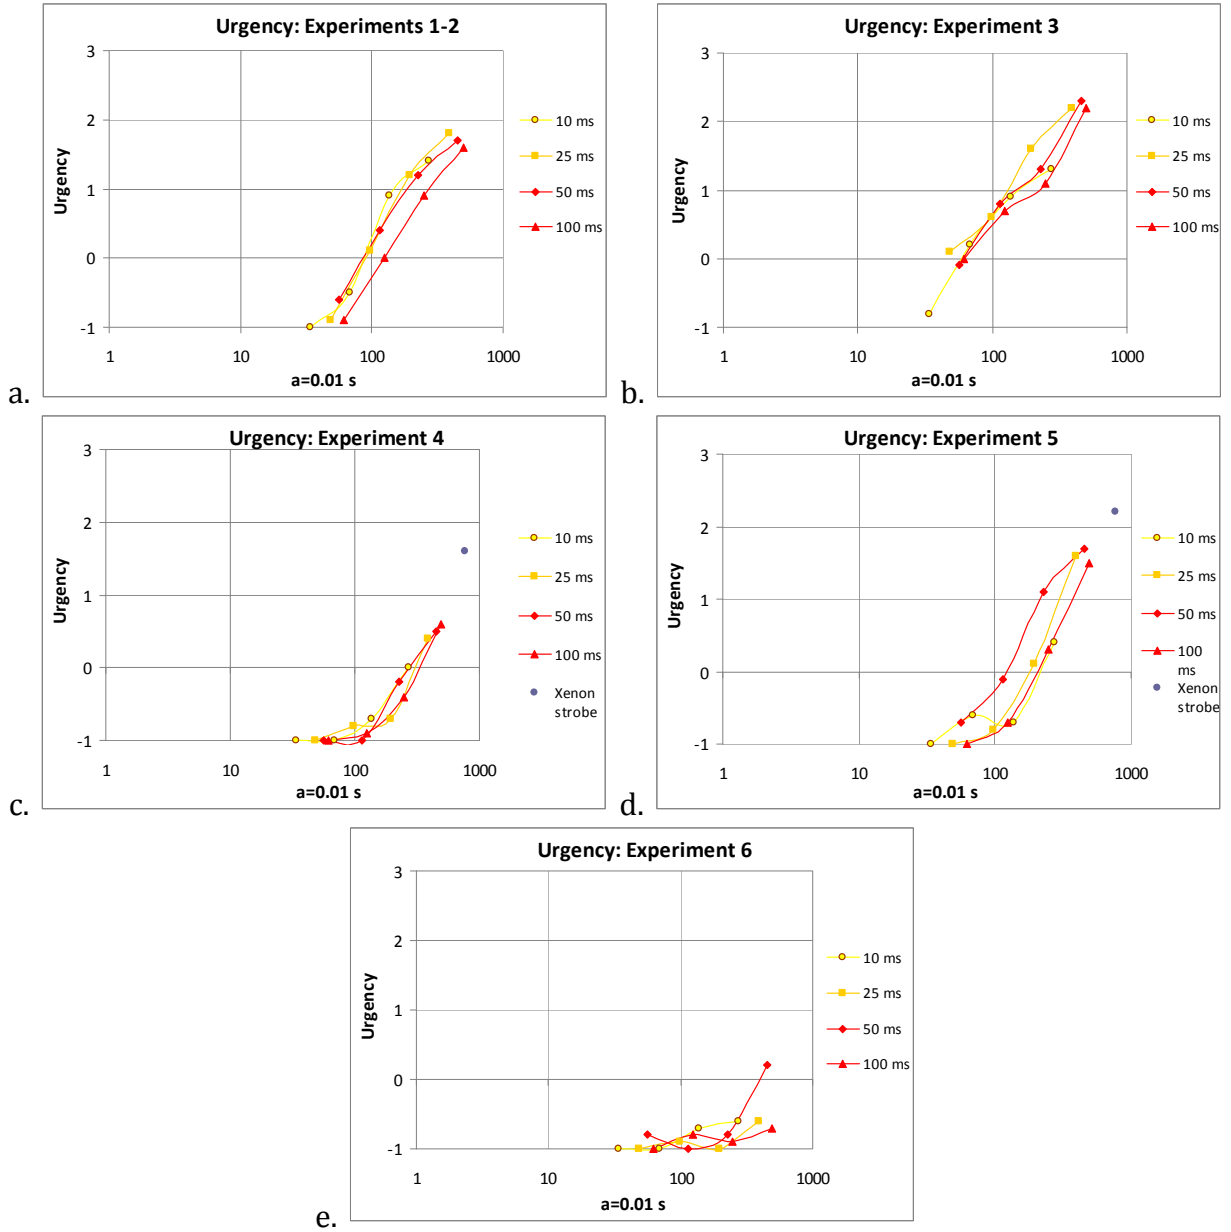 Urgency: Experiments 1-2
3
2
1
0
-1
Urgency
1
10
100
1000
a=0.01 s
10 ms
25 ms
50 ms
100 ms
a.
Urgency: Experiment 3
3
2
1
0
-1
Urgency
1
10
100
1000
a=0.01 s
10 ms
25 ms
50 ms
100 ms
b.
Urgency: Experiment 4
3
2
1
0
-1
Urgency
1
10
100
1000
a=0.01 s
10 ms
25 ms
50 ms
100 ms
Xenon
strobe
c.
Urgency: Experiment 5
3
2
1
0
-1
Urgency
1
10
100
1000
a=0.01 s
10 ms
25 ms
50 ms
100
ms
Xenon
strobe
d.
Urgency: Experiment 6
3
2
1
0
-1
Urgency
1
10
100
1000
a=0.01 s
10 ms
25 ms
50 ms
100 ms
e.